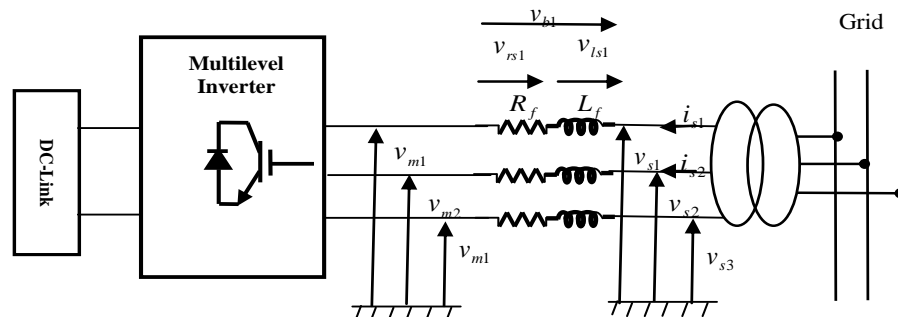 v_b1
Grid
v_rs1 v_ls1
Multilevel
Inverter
R_f L_f
i_s1
DC-Link
v_m1
v_s1
i_s2
v_m2
v_s2
v_m1
v_s3